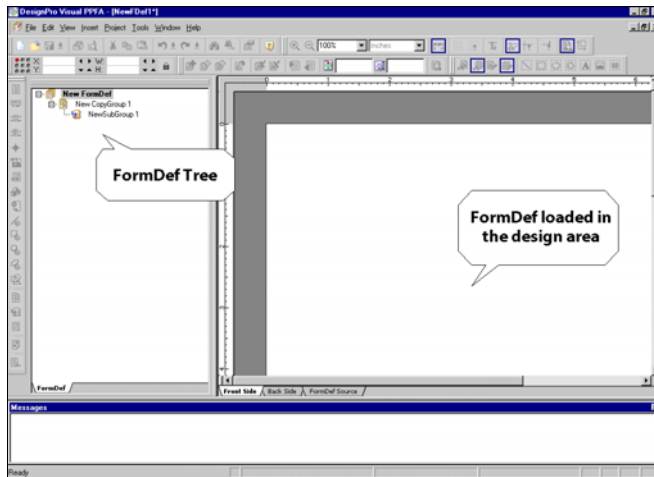 DesignPro Visual PPFA - [NewFDef1*]
File Edit View Insert Project Tools Window Help
100% Inches
X: W:
Y: H:
New FormDef
New CopyGroup 1
NewSubGroup 1
FormDef Tree
FormDef loaded in
the design area
FormDef
Front Side Back Side FormDef Source
Messages
Ready